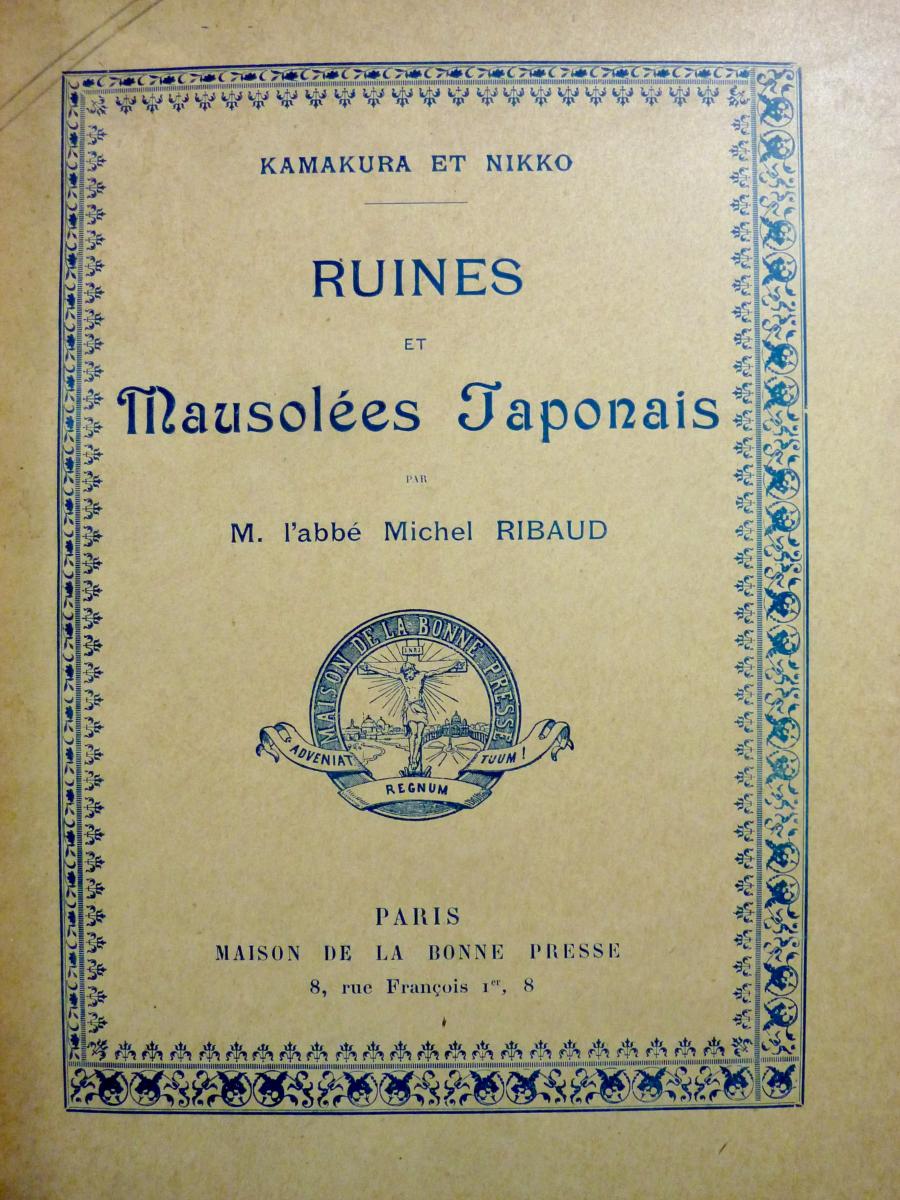 KAMAKURA ET NIKKO
RUINES
ET
Mausolées Japonais
PAR
M. l'abbé Michel RIBAUD
MAISON DE LA BONNE PRESSE
INRI
ADVENIAT
REGNUM
TUUM !
PARIS
MAISON DE LA BONNE PRESSE
8, rue François 1er, 8